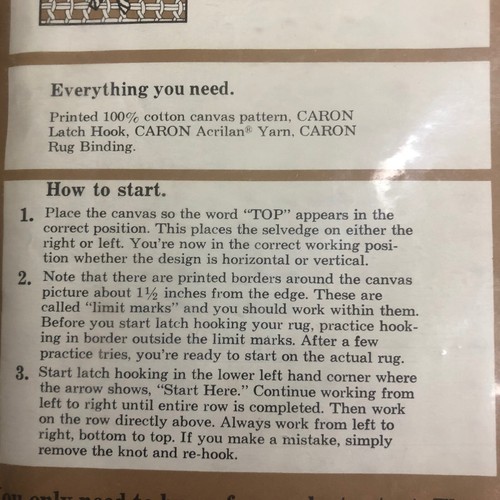 Everything you need.
Printed 100% cotton canvas pattern, CARON
Latch Hook, CARON Acrilan® Yarn, CARON
Rug Binding.
How to start.
1. Place the canvas so the word "TOP" appears in the
correct position. This places the selvedge on either the
right or left. You're now in the correct working posi-
tion whether the design is horizontal or vertical.
2. Note that there are printed borders around the canvas
picture about 1½ inches from the edge. These are
called "limit marks" and you should work within them.
Before you start latch hooking your rug, practice hook-
ing in border outside the limit marks. After a few
practice tries, you're ready to start on the actual rug.
3. Start latch hooking in the lower left hand corner where
the arrow shows, "Start Here." Continue working from
left to right until entire row is completed. Then work
on the row directly above. Always work from left to
right, bottom to top. If you make a mistake, simply
remove the knot and re-hook.